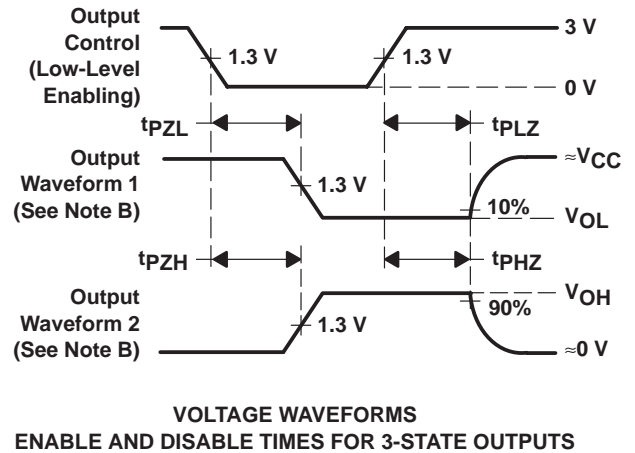 Output
Control
(Low-Level
Enabling)
1.3 V
1.3 V
3 V
0 V
tPZL
tPLZ
Output
Waveform 1
(See Note B)
1.3 V
≈VCC
10%
VOL
tPZH
tPHZ
Output
Waveform 2
(See Note B)
1.3 V
VOH
90%
≈0 V
VOLTAGE WAVEFORMS
ENABLE AND DISABLE TIMES FOR 3-STATE OUTPUTS